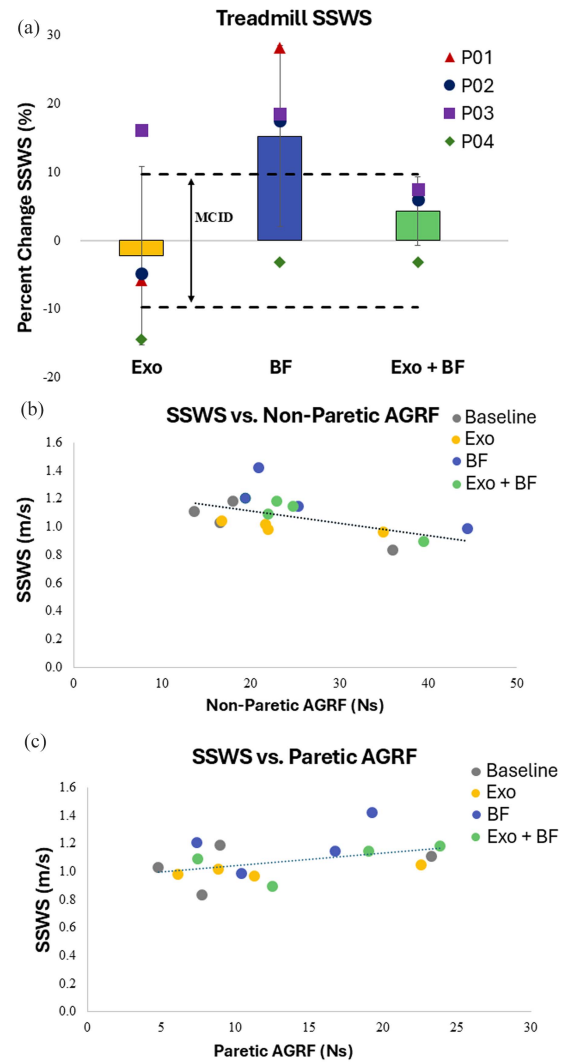 (a)
Treadmill SSWS
Percent Change SSWS (%)
30
20
10
0
-10
-20
MCID
P01
P02
P03
P04
Exo
BF
Exo + BF
(b)
SSWS vs. Non-Paretic AGRF
Baseline
Exo
BF
Exo + BF
SSWS (m/s)
1.6
1.4
1.2
1.0
0.8
0.6
0.4
0.2
0.0
0
10
20
30
40
50
Non-Paretic AGRF (Ns)
(c)
SSWS vs. Paretic AGRF
Baseline
Exo
BF
Exo + BF
SSWS (m/s)
1.6
1.4
1.2
1.0
0.8
0.6
0.4
0.2
0.0
0
5
10
15
20
25
30
Paretic AGRF (Ns)